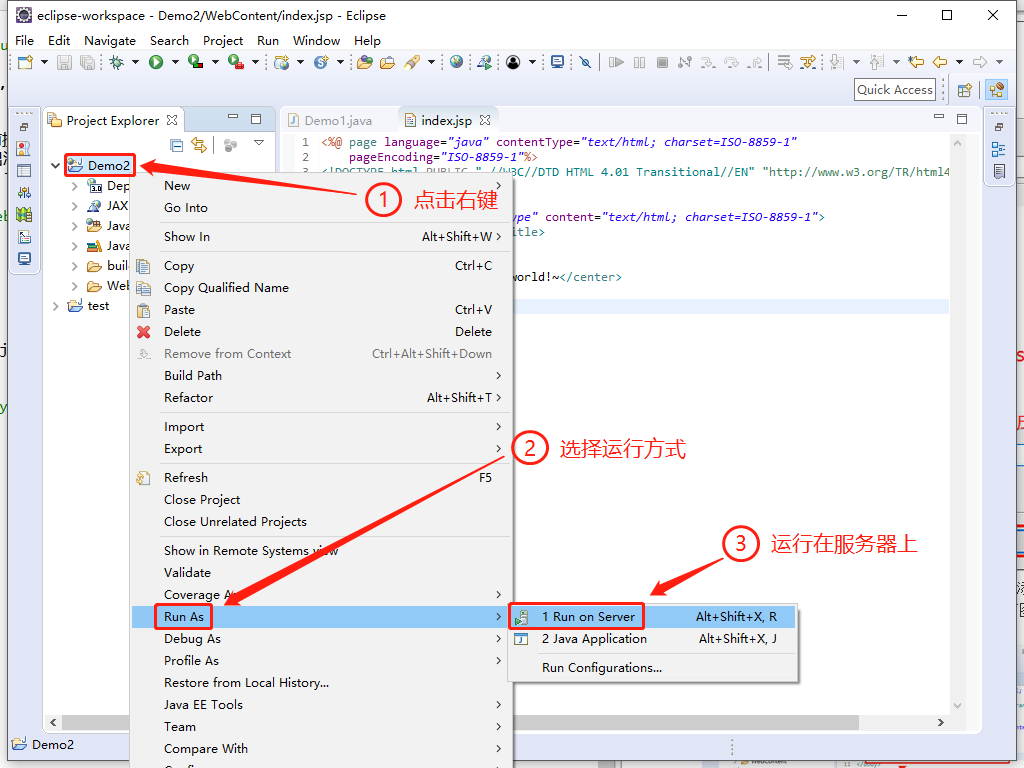 eclipse-workspace - Demo2/WebContent/index.jsp - Eclipse
File Edit Navigate Search Project Run Window Help
Quick Access
Project Explorer
Demo1.java index.jsp
1 <%@ page language="java" contentType="text/html; charset=ISO-8859-1"
2 pageEncoding="ISO-8859-1"%>
3 <!DOCTYPE html PUBLIC "-//W3C//DTD HTML 4.01 Transitional//EN" "http://www.w3.org/TR/html4
ype" content="text/html; charset=ISO-8859-1">
itle>
world!~</center>
Demo2
Dep
JAX
Java
Java
buil
Web
test
① 点击右键
New
Go Into
Show In Alt+Shift+W
Copy Ctrl+C
Copy Qualified Name
Paste Ctrl+V
Delete Delete
Remove from Context Ctrl+Alt+Shift+Down
Build Path
Refactor Alt+Shift+T
Import
Export
② 选择运行方式
Refresh F5
Close Project
Close Unrelated Projects
Show in Remote Systems view
Validate
Coverage A
Run As
Debug As
Profile As
Restore from Local History...
Java EE Tools
Team
Compare With
③ 运行在服务器上
1 Run on Server Alt+Shift+X, R
2 Java Application Alt+Shift+X, J
Run Configurations...
Demo2